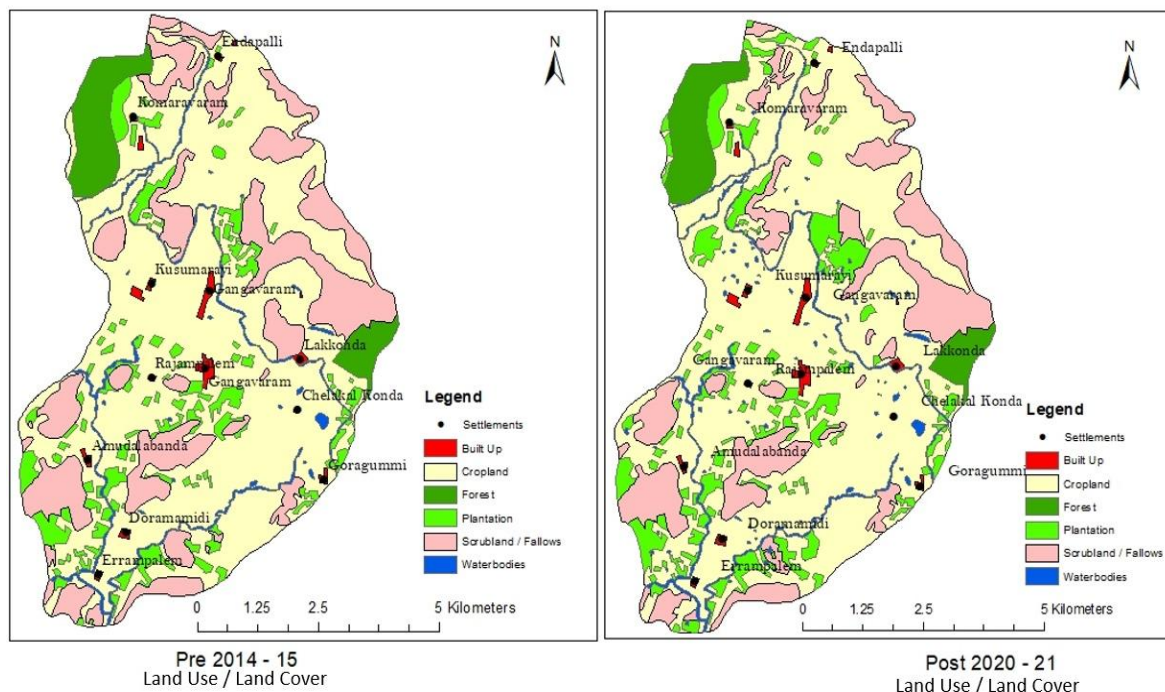 N
Endapalli
Komaravaram
Kusumarayi
Gangavaram
Lakkonda
Rajampalem
Gangavaram
Chelakal Konda
Amudalabanda
Goragummi
Doramamidi
Errampalem
Legend
Settlements
Built Up
Cropland
Forest
Plantation
Scrubland / Fallows
Waterbodies
0 1.25 2.5 5 Kilometers
Pre 2014 - 15
Land Use / Land Cover
N
Endapalli
Komaravaram
Kusumarayi
Gangavaram
Lakkonda
Gangavaram
Rajampalem
Chelakal Konda
Amudalabanda
Goragummi
Doramamidi
Errampalem
Legend
Settlements
Built Up
Cropland
Forest
Plantation
Scrubland / Fallows
Waterbodies
0 1.25 2.5 5 Kilometers
Post 2020 - 21
Land Use / Land Cover